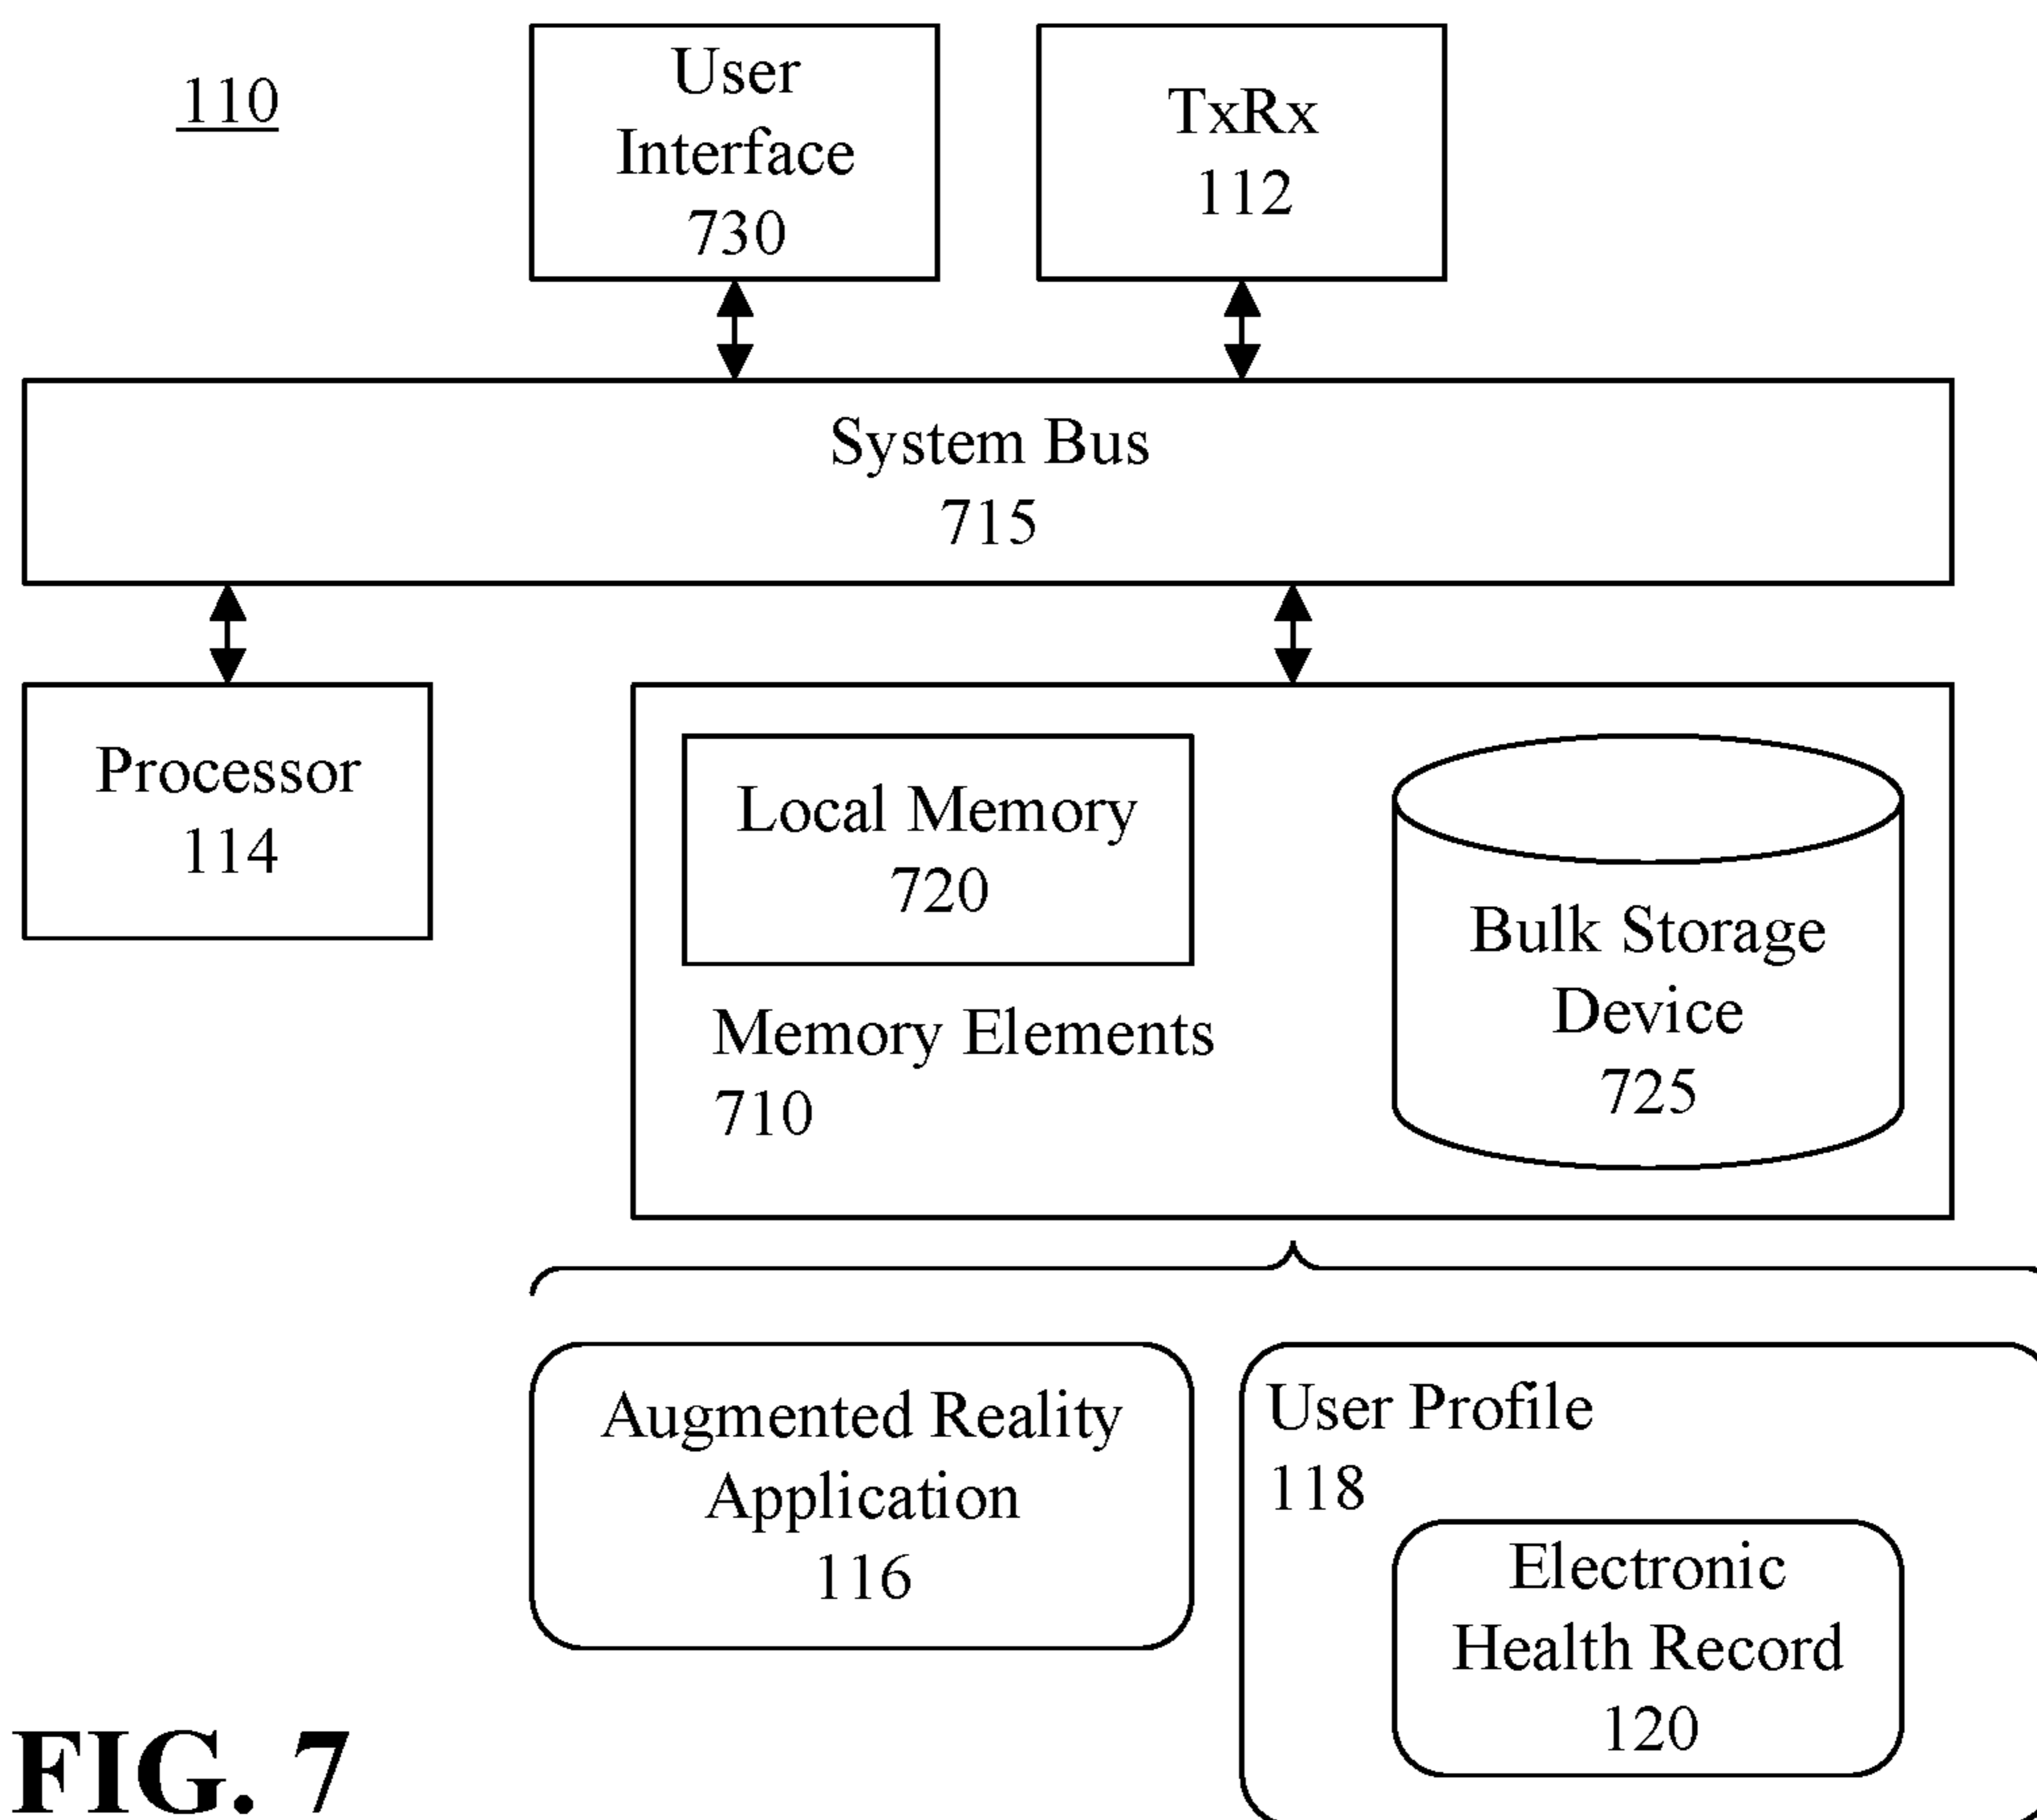 110
User
Interface
730
TxRx
112
System Bus
715
Processor
114
Local Memory
720
Memory Elements
710
Bulk Storage
Device
725
Augmented Reality
Application
116
User Profile
118
Electronic
Health Record
120
FIG. 7